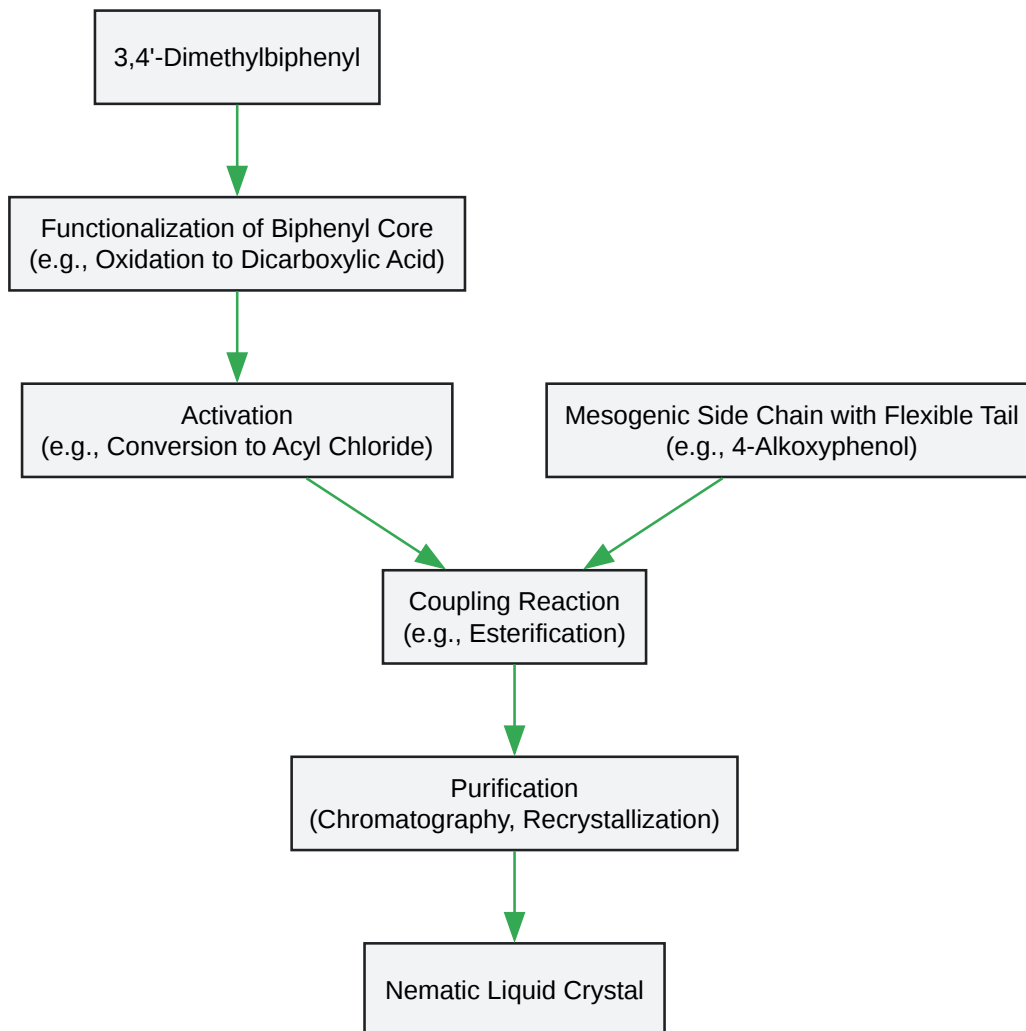 3,4'-Dimethylbiphenyl
Functionalization of Biphenyl Core
(e.g., Oxidation to Dicarboxylic Acid)
Activation
(e.g., Conversion to Acyl Chloride)
Mesogenic Side Chain with Flexible Tail
(e.g., 4-Alkoxyphenol)
Coupling Reaction
(e.g., Esterification)
Purification
(Chromatography, Recrystallization)
Nematic Liquid Crystal